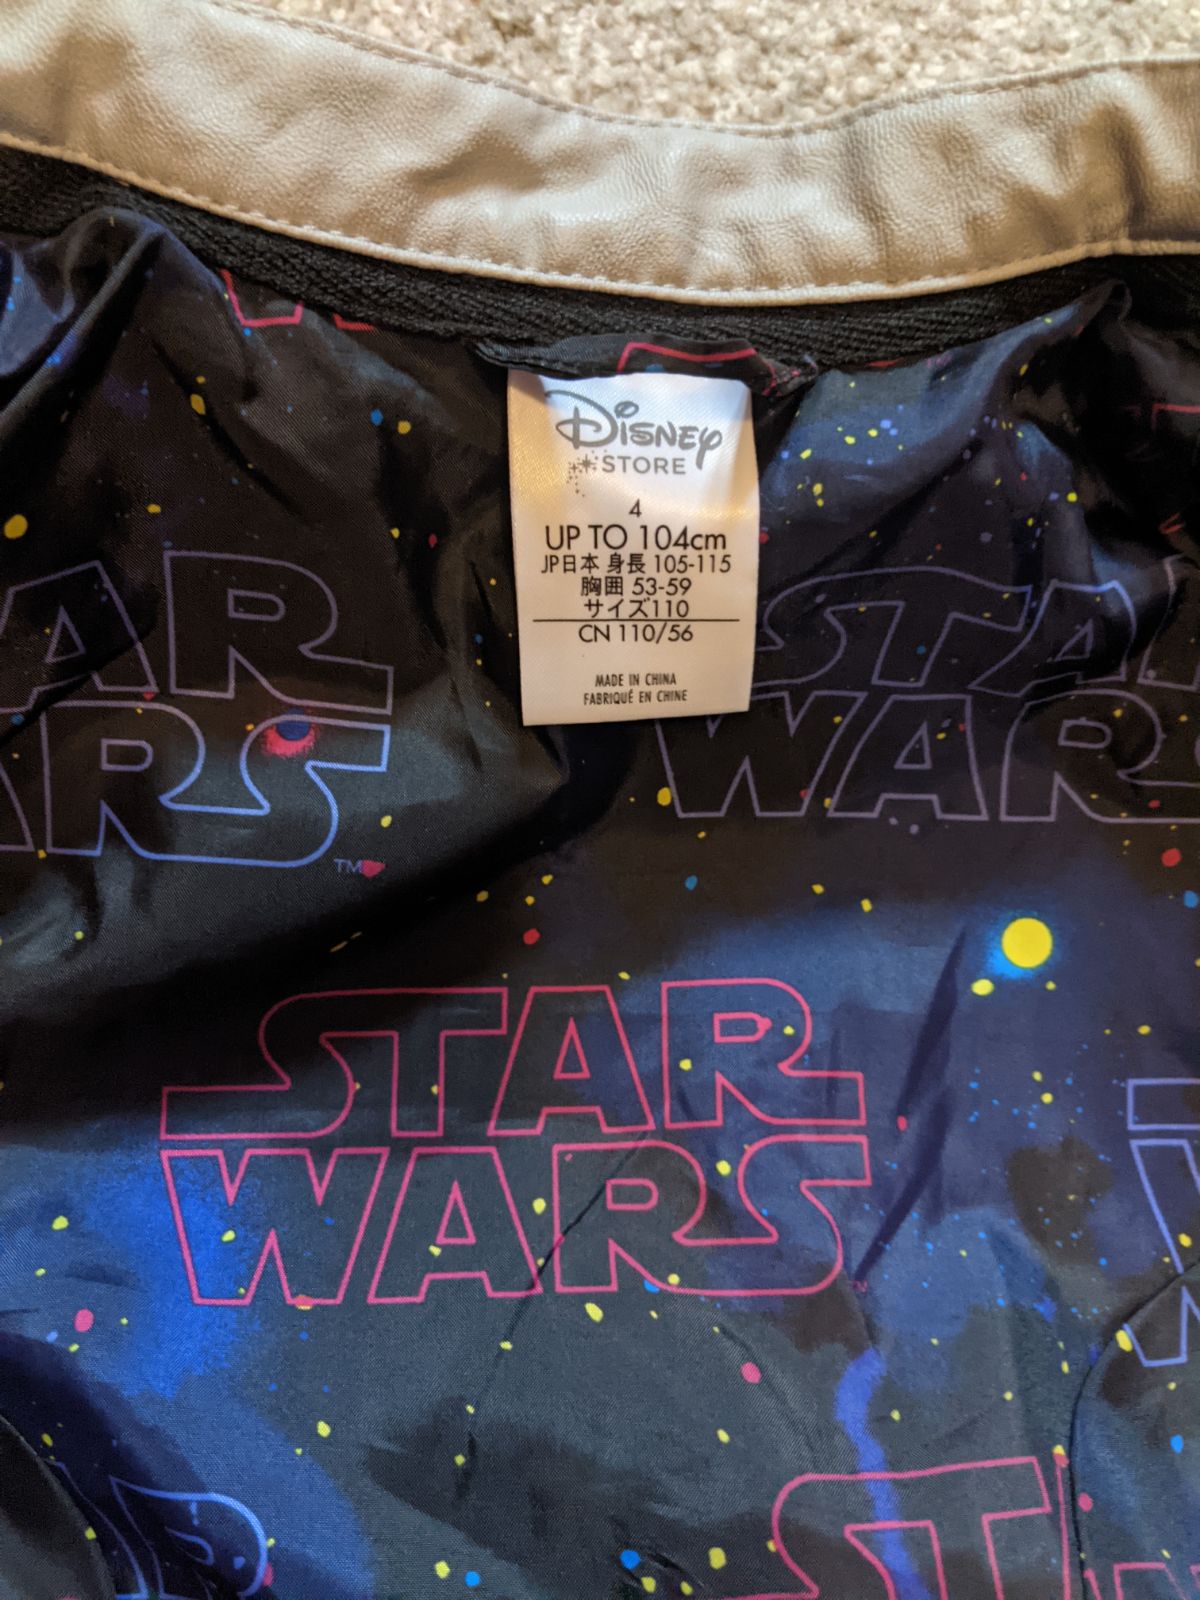 Disney
STORE
4
UP TO 104cm
JP日本 身長 105-115
胸囲 53-59
サイズ110
CN 110/56
MADE IN CHINA
FABRIQUÉ EN CHINE
STAR
WARS
TM
STAR
WARS
STAR
WARS